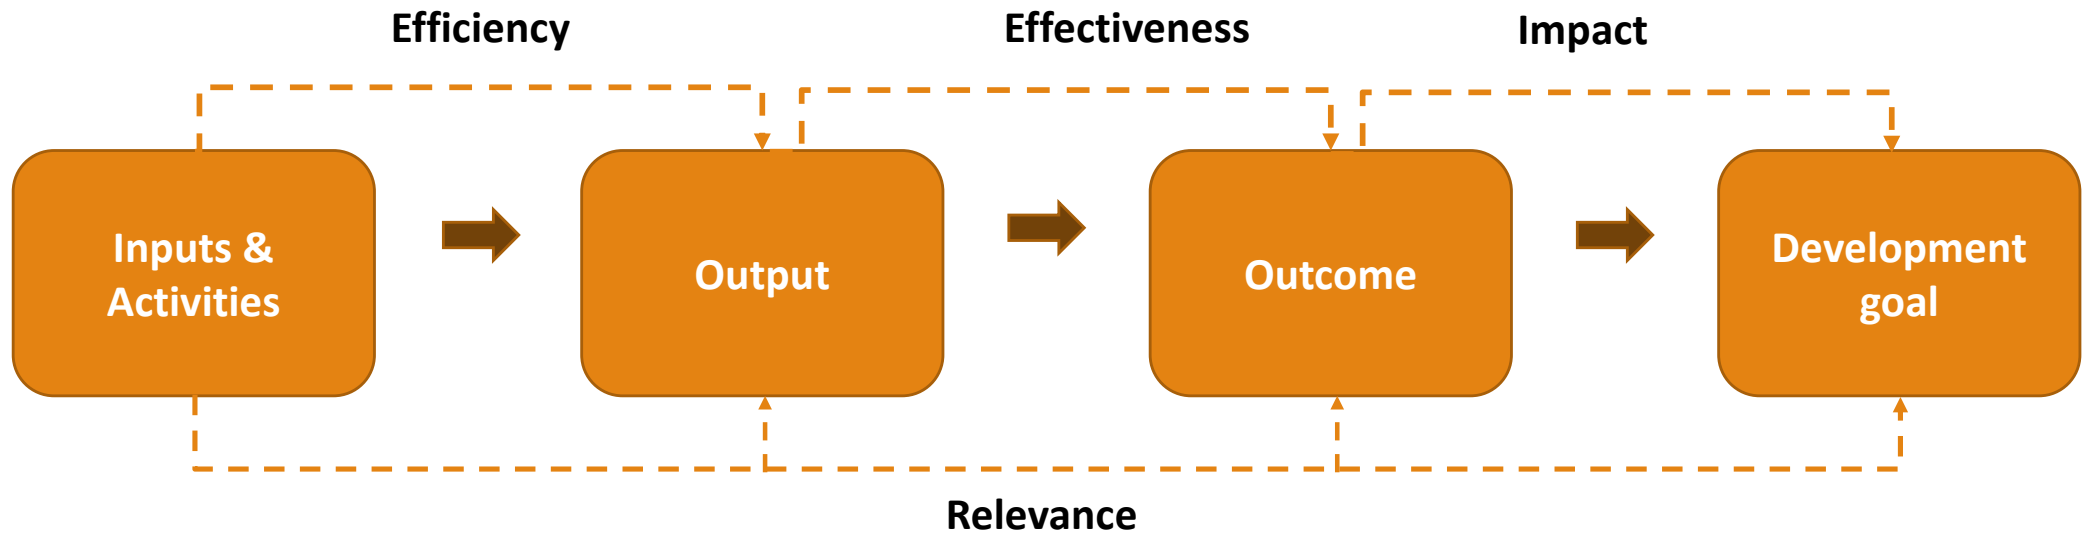 Efficiency
Effectiveness
Impact
Inputs &
Activities
Output
Outcome
Development
goal
Relevance